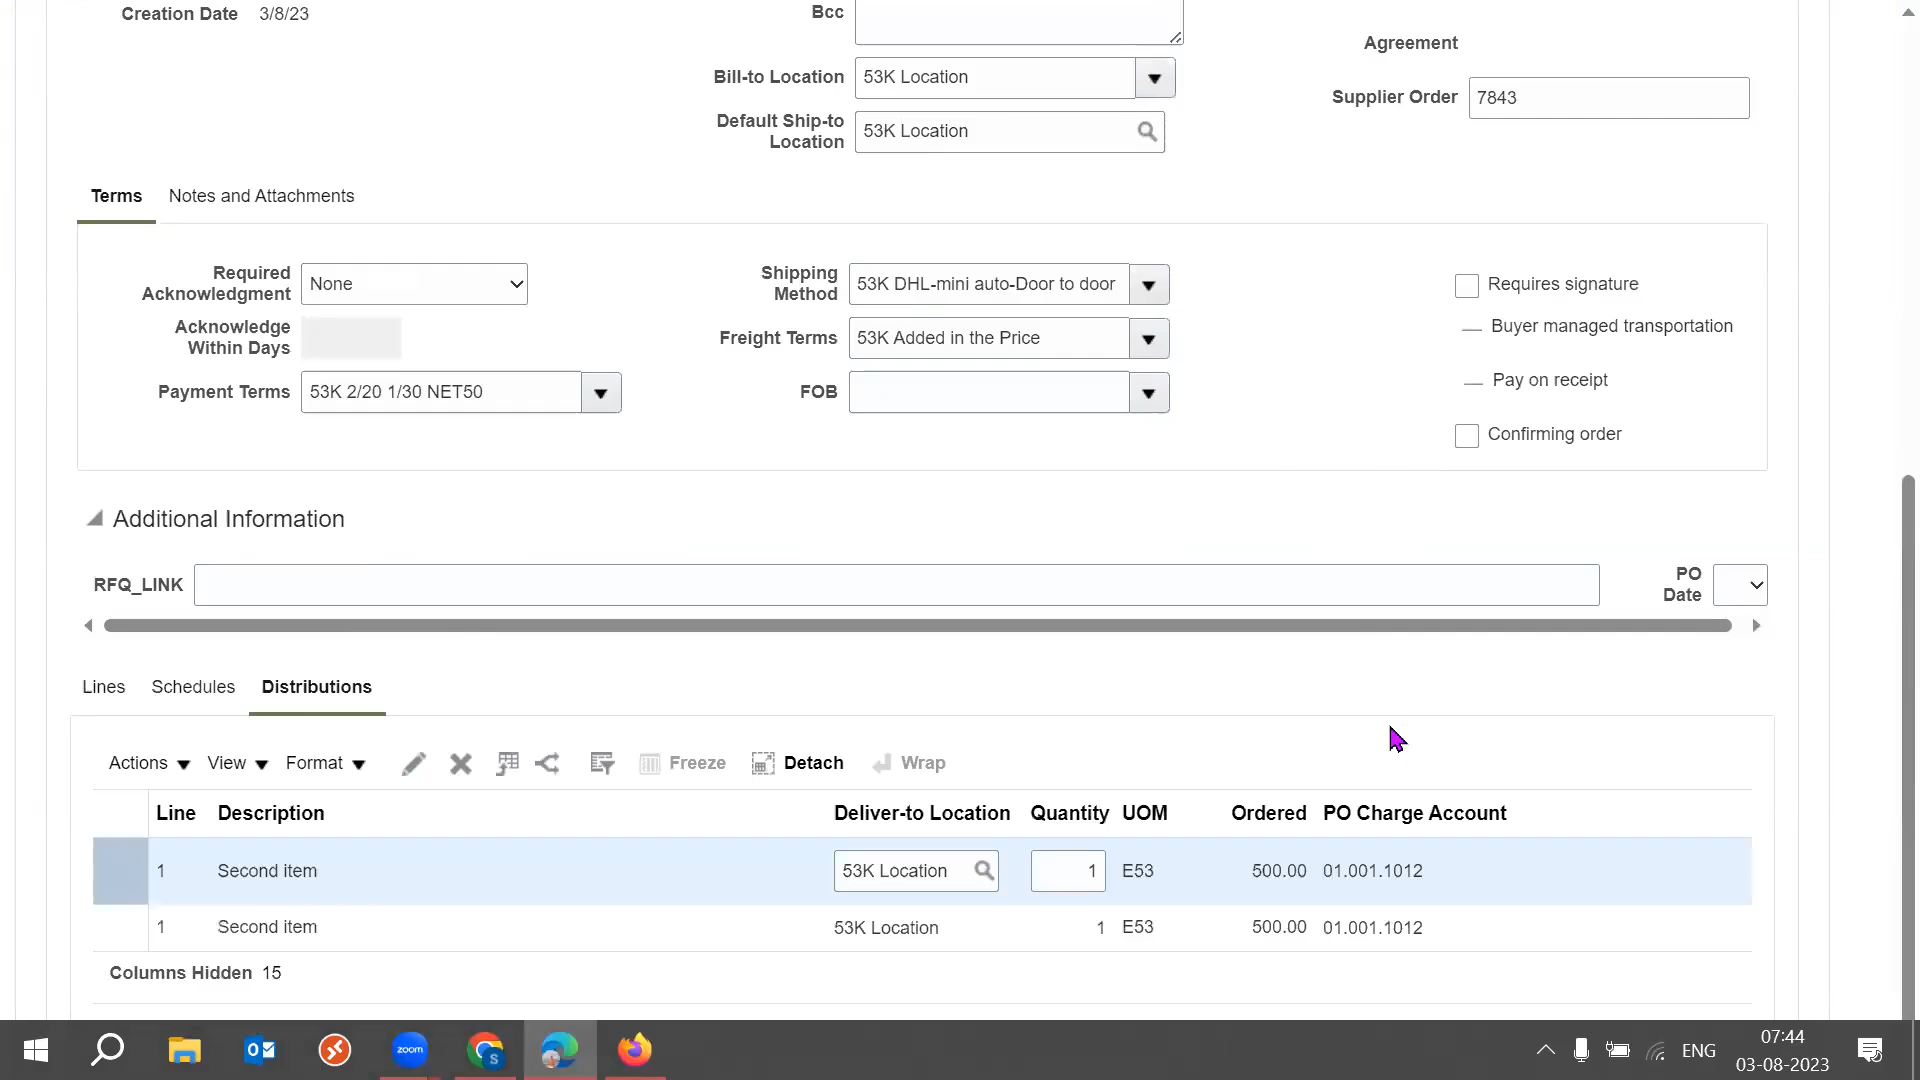 Creation Date 3/8/23
Bcc
Agreement
Bill-to Location 53K Location
Supplier Order 7843
Default Ship-to
Location
53K Location
Terms Notes and Attachments
Required
Acknowledgment
None
Shipping
Method
53K DHL-mini auto-Door to door
Requires signature
Acknowledge
Within Days
Freight Terms 53K Added in the Price
Buyer managed transportation
Pay on receipt
Payment Terms 53K 2/20 1/30 NET50
FOB
Confirming order
Additional Information
RFQ_LINK
PO
Date
Lines Schedules Distributions
Actions View Format Freeze Detach Wrap
Line Description Deliver-to Location Quantity UOM Ordered PO Charge Account
1 Second item 53K Location 1 E53 500.00 01.001.1012
1 Second item 53K Location 1 E53 500.00 01.001.1012
Columns Hidden 15
zoom
S
ENG
07:44
03-08-2023